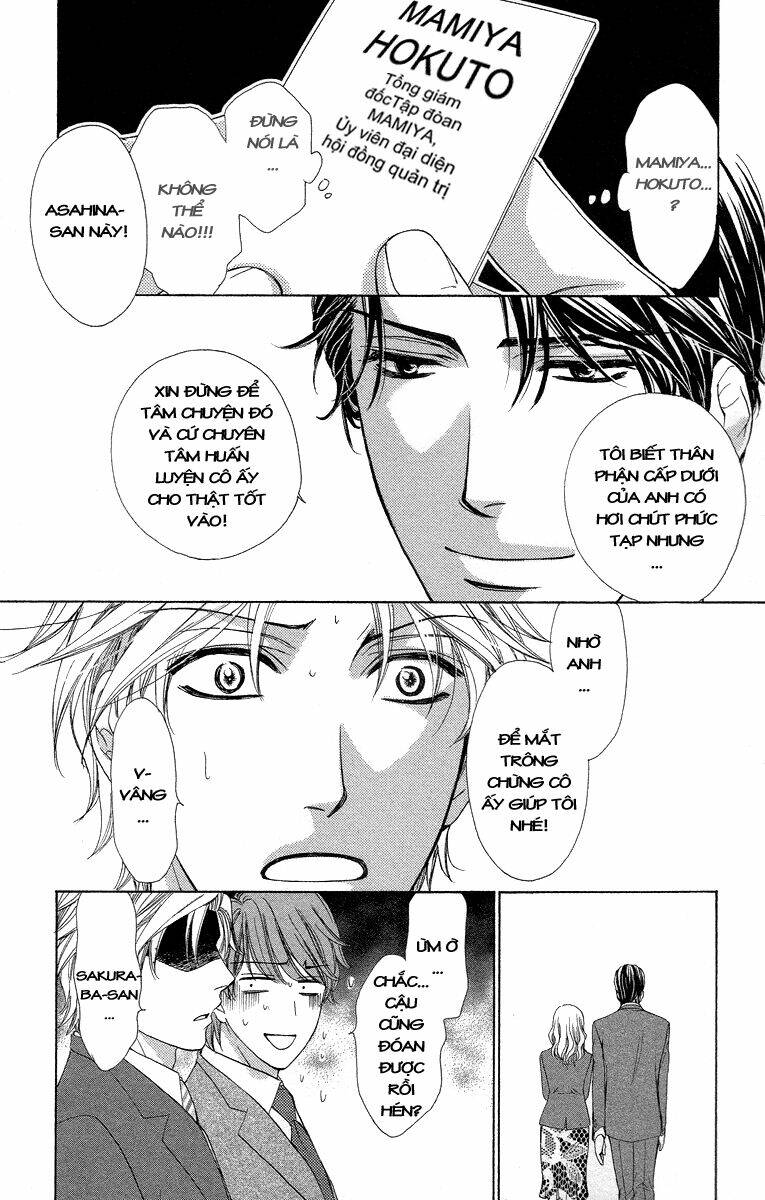 MAMIYA
HOKUTO
Tổng giám
đốcTập đòan
MAMIYA,
Ủy viên đại diện
hội đồng quản trị
MAMIYA...
HOKUTO...
?
ĐỪNG
NÓI LÀ
...
KHÔNG
THỂ
NÀO!!!
ASAHINA-
SAN NÀY!
TÔI BIẾT THÂN
PHẬN CẤP DƯỚI
CỦA ANH CÓ
HƠI CHÚT PHỨC
TẠP NHƯNG
...
XIN ĐỪNG ĐỂ
TÂM CHUYỆN ĐÓ
VÀ CỨ CHUYÊN
TÂM HUẤN
LUYỆN CÔ ẤY
CHO THẬT TỐT
VÀO!
NHỜ
ANH
...
ĐỂ MẮT
TRÔNG
CHỪNG CÔ
ẤY GIÚP TÔI
NHÉ!
V-
VÂNG
...
ỪM Ở
...
CHẮC...
CẬU
CŨNG
ĐÓAN
ĐƯỢC
RỒI
HÉN?
SAKURA-
BA-SAN
...